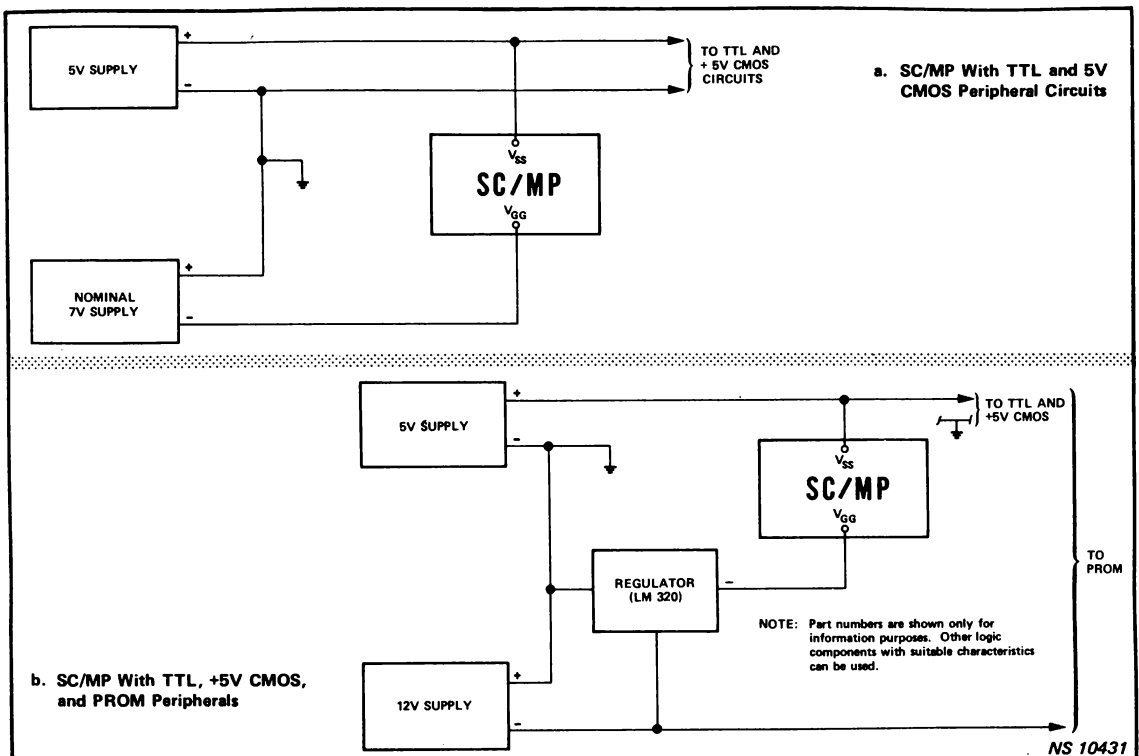 5V SUPPLY
+
-
TO TTL AND
+ 5V CMOS
CIRCUITS
a. SC/MP With TTL and 5V
CMOS Peripheral Circuits
VSS
SC/MP
VGG
NOMINAL
7V SUPPLY
+
-
5V SUPPLY
+
-
TO TTL AND
+5V CMOS
VSS
SC/MP
VGG
REGULATOR
(LM 320)
-
TO
PROM
NOTE: Part numbers are shown only for
information purposes. Other logic
components with suitable characteristics
can be used.
b. SC/MP With TTL, +5V CMOS,
and PROM Peripherals
12V SUPPLY
+
-
NS 10431